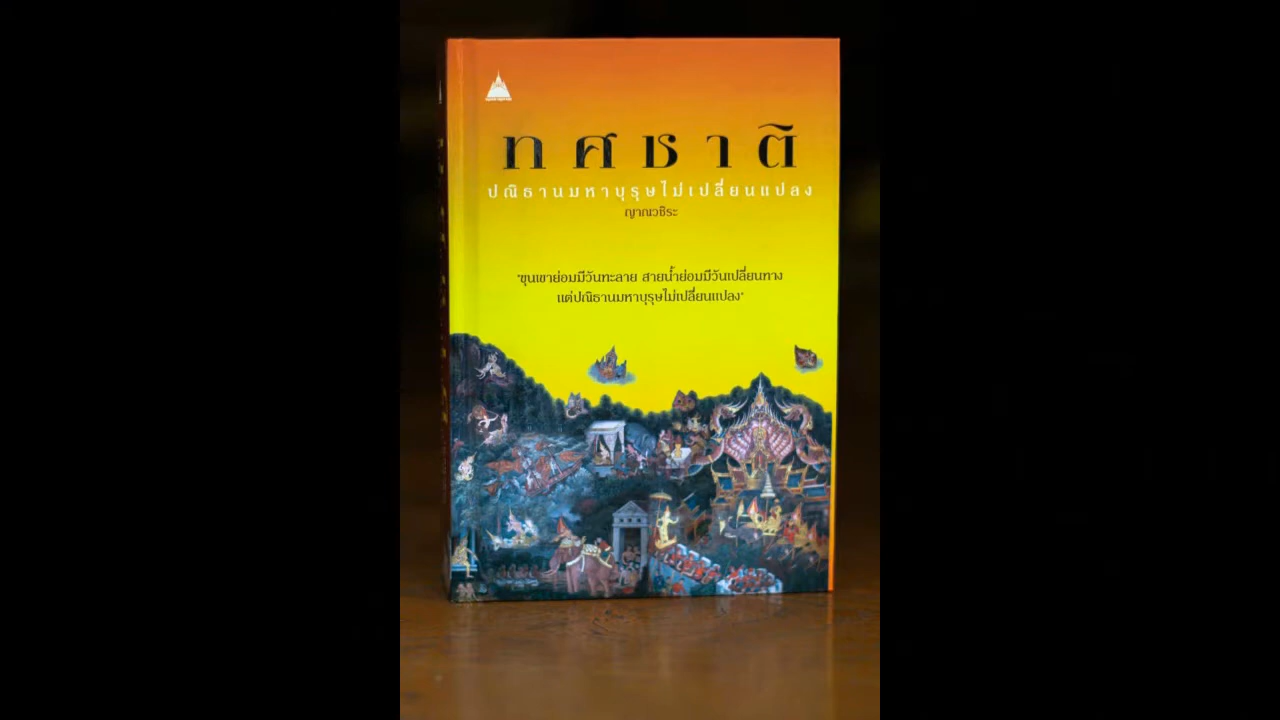 ทศชาติ
ปณิธานมหาบุรุษไม่เปลี่ยนแปลง
ญาณวชิระ
"ขุนเขาย่อมมีวันทะลาย สายน้ำย่อมมีวันเปลี่ยนทาง
แต่ปณิธานมหาบุรุษไม่เปลี่ยนแปลง"